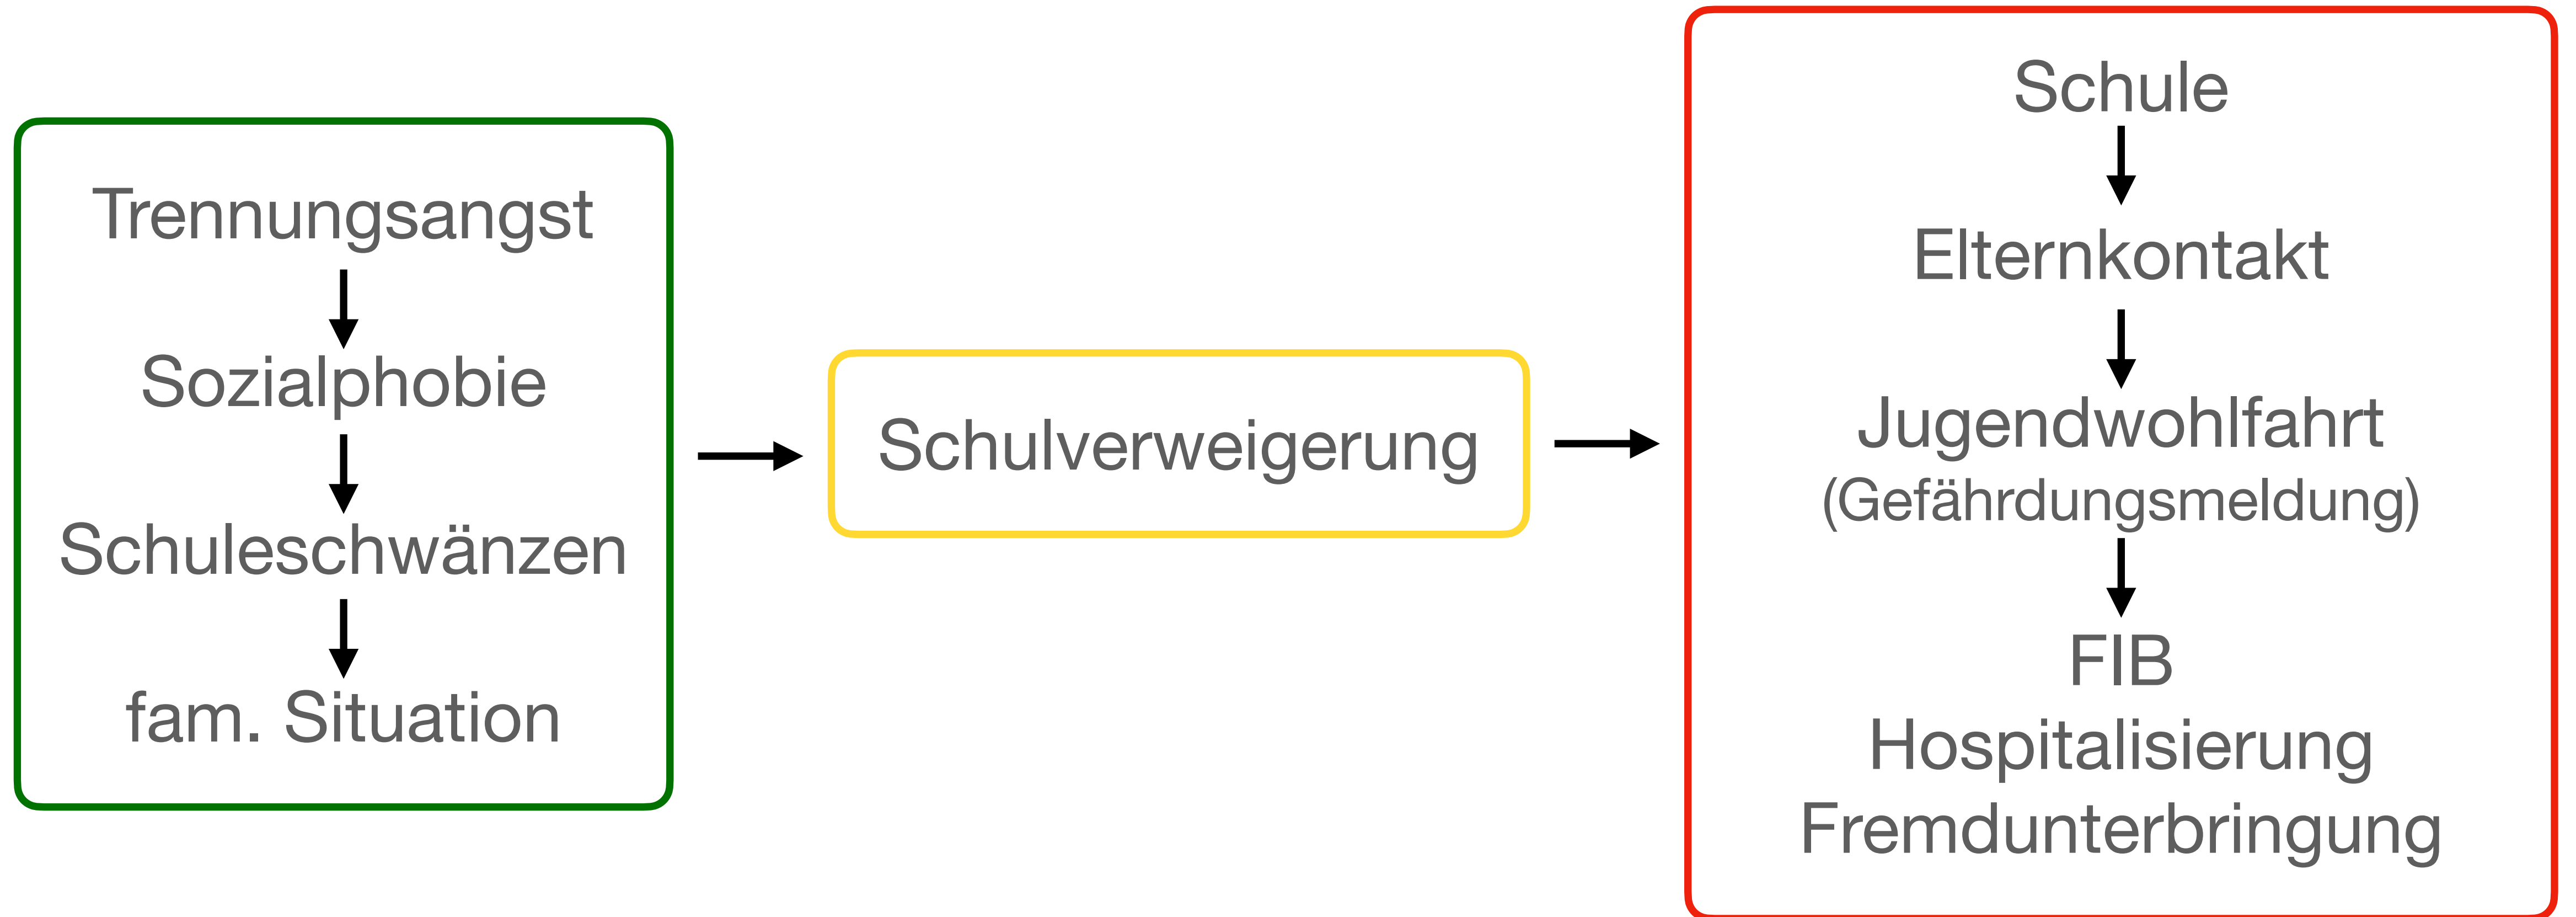 Trennungsangst
Sozialphobie
Schuleschwänzen
fam. Situation
Schulverweigerung
Schule
Elternkontakt
Jugendwohlfahrt
(Gefährdungsmeldung)
FIB
Hospitalisierung
Fremdunterbringung